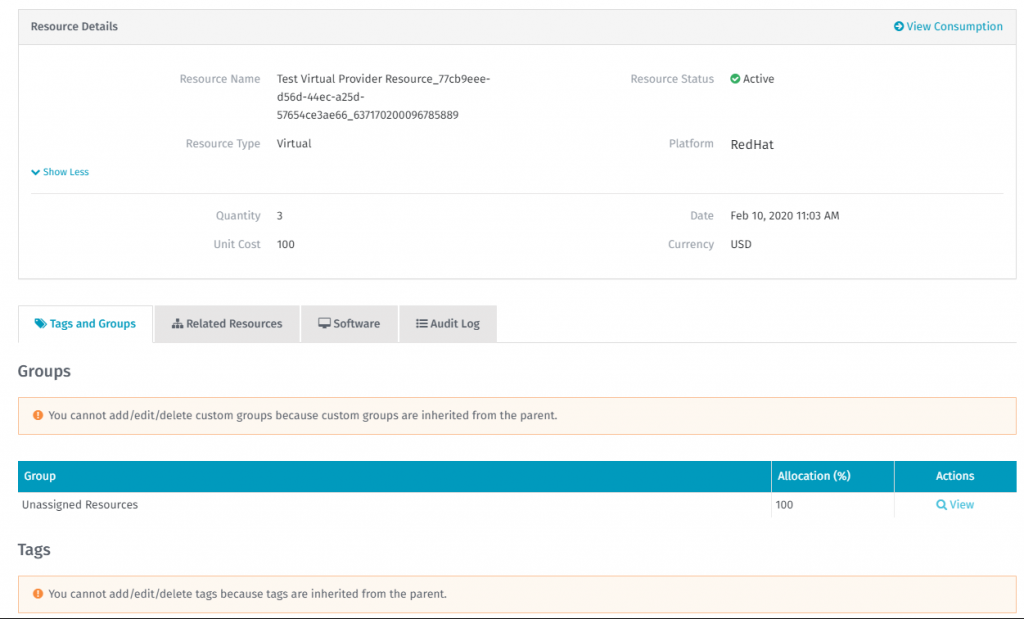 Resource Details
View Consumption
Resource Name
Test Virtual Provider Resource_77cb9eee-
d56d-44ec-a25d-
57654ce3ae66_637170200096785889
Resource Status
Active
Resource Type
Virtual
Platform
RedHat
Show Less
Quantity
3
Date
Feb 10, 2020 11:03 AM
Unit Cost
100
Currency
USD
Tags and Groups
Related Resources
Software
Audit Log
Groups
You cannot add/edit/delete custom groups because custom groups are inherited from the parent.
Group
Allocation (%)
Actions
Unassigned Resources
100
View
Tags
You cannot add/edit/delete tags because tags are inherited from the parent.